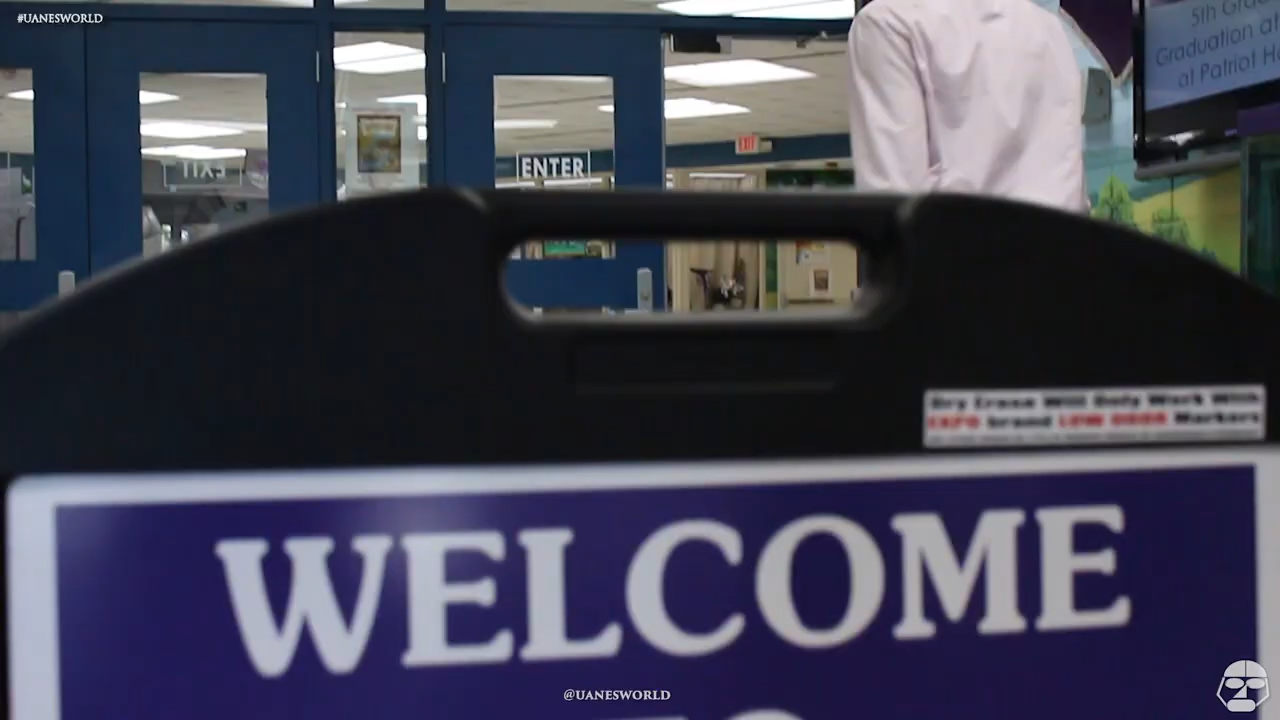 #UANESWORLD
5th Grade
Graduation at
at Patriot H
EXIT
EXIT
ENTER
Dry Erase Will Only Work With
EXPO brand LOW ODOR Markers
WELCOME
@UANESWORLD